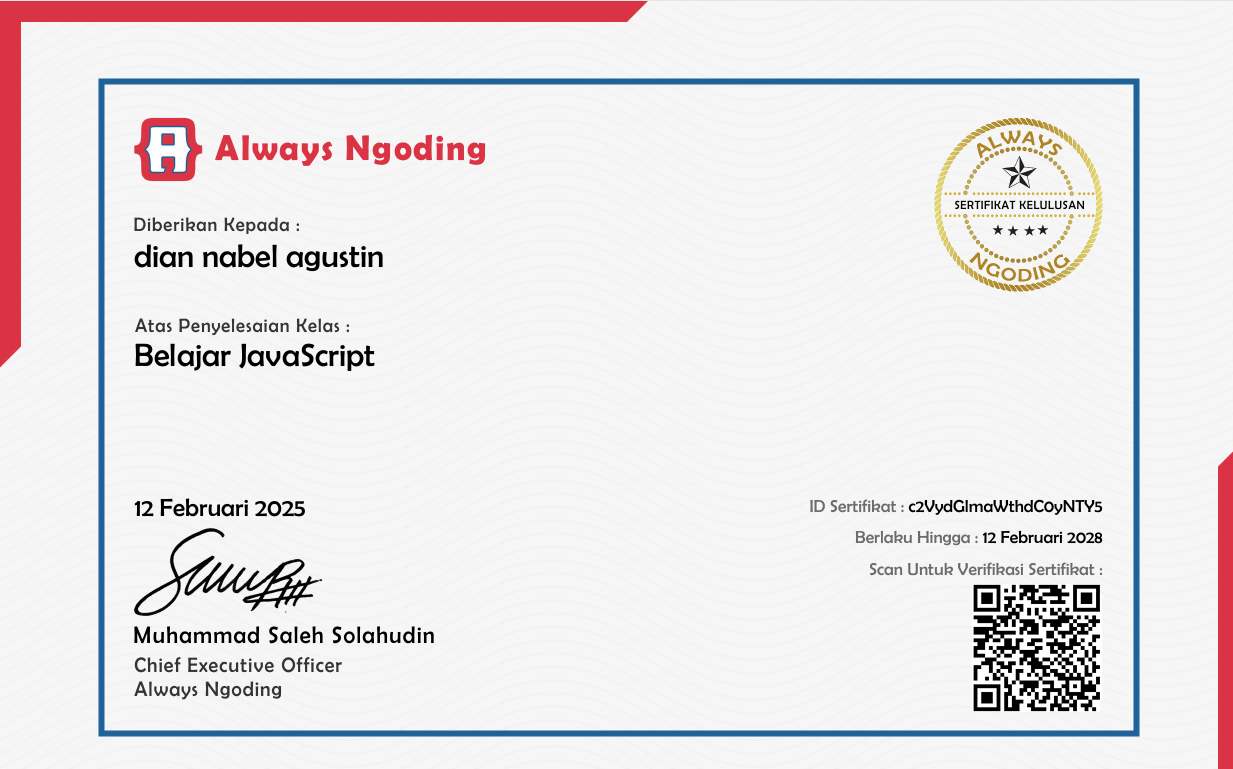 Always Ngoding
Diberikan Kepada :
dian nabel agustin
Atas Penyelesaian Kelas :
Belajar JavaScript
ALWAYS
SERTIFIKAT KELULUSAN
NGODING
12 Februari 2025
Muhammad Saleh Solahudin
Chief Executive Officer
Always Ngoding
ID Sertifikat : c2VydGlmaWthdC0yNTY5
Berlaku Hingga : 12 Februari 2028
Scan Untuk Verifikasi Sertifikat :